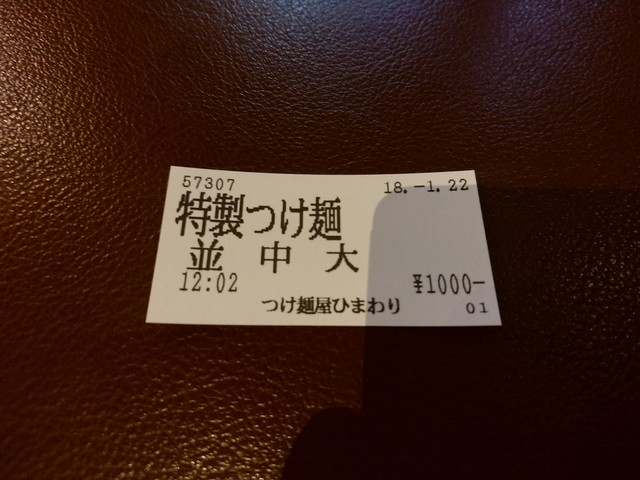 57307 18.-1.22
特製つけ麺
並 中 大
12:02 ¥1000-
つけ麺屋ひまわり 01